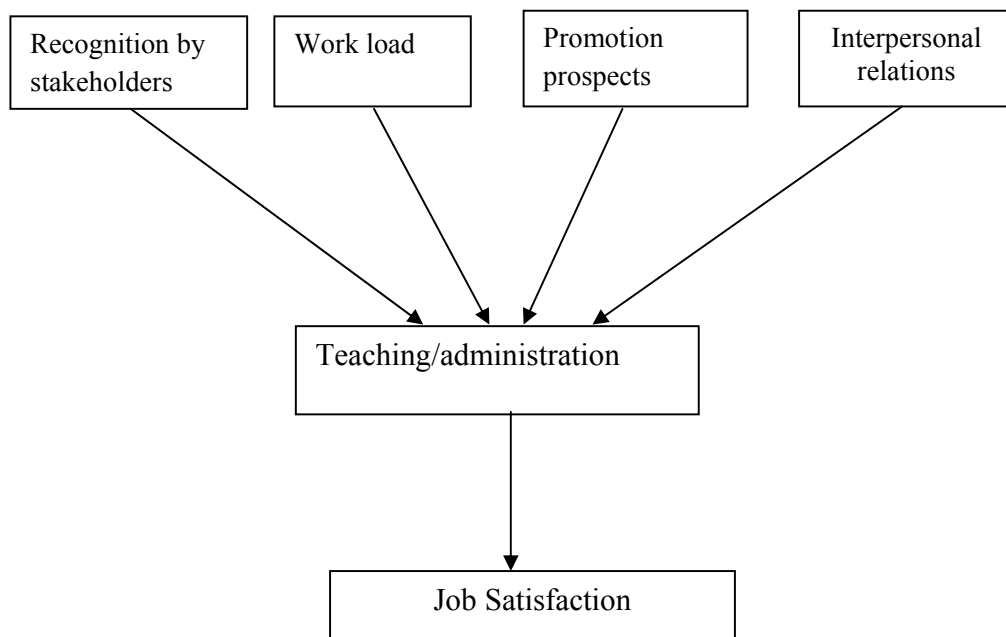 Recognition by
stakeholders
Work load
Promotion
prospects
Interpersonal
relations
Teaching/administration
Job Satisfaction